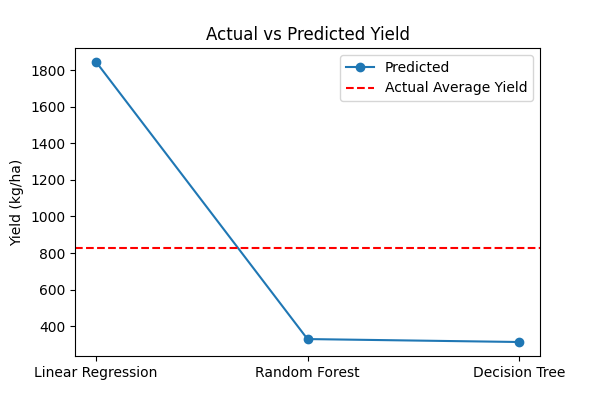 Actual vs Predicted Yield
Predicted
Actual Average Yield
Yield (kg/ha)
1800
1600
1400
1200
1000
800
600
400
Linear Regression
Random Forest
Decision Tree